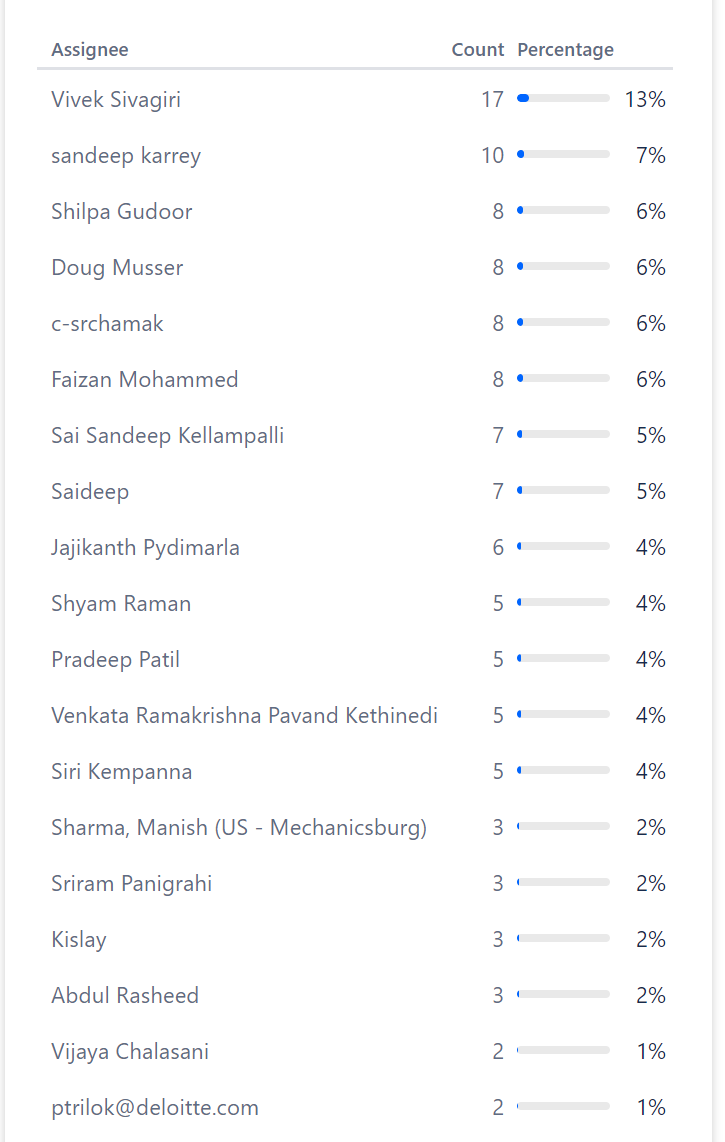 Assignee Count Percentage
Vivek Sivagiri 17 13%
sandeep karrey 10 7%
Shilpa Gudoor 8 6%
Doug Musser 8 6%
c-srchamak 8 6%
Faizan Mohammed 8 6%
Sai Sandeep Kellampalli 7 5%
Saideep 7 5%
Jajikanth Pydimarla 6 4%
Shyam Raman 5 4%
Pradeep Patil 5 4%
Venkata Ramakrishna Pavand Kethinedi 5 4%
Siri Kempanna 5 4%
Sharma, Manish (US - Mechanicsburg) 3 2%
Sriram Panigrahi 3 2%
Kislay 3 2%
Abdul Rasheed 3 2%
Vijaya Chalasani 2 1%
ptrilok@deloitte.com 2 1%